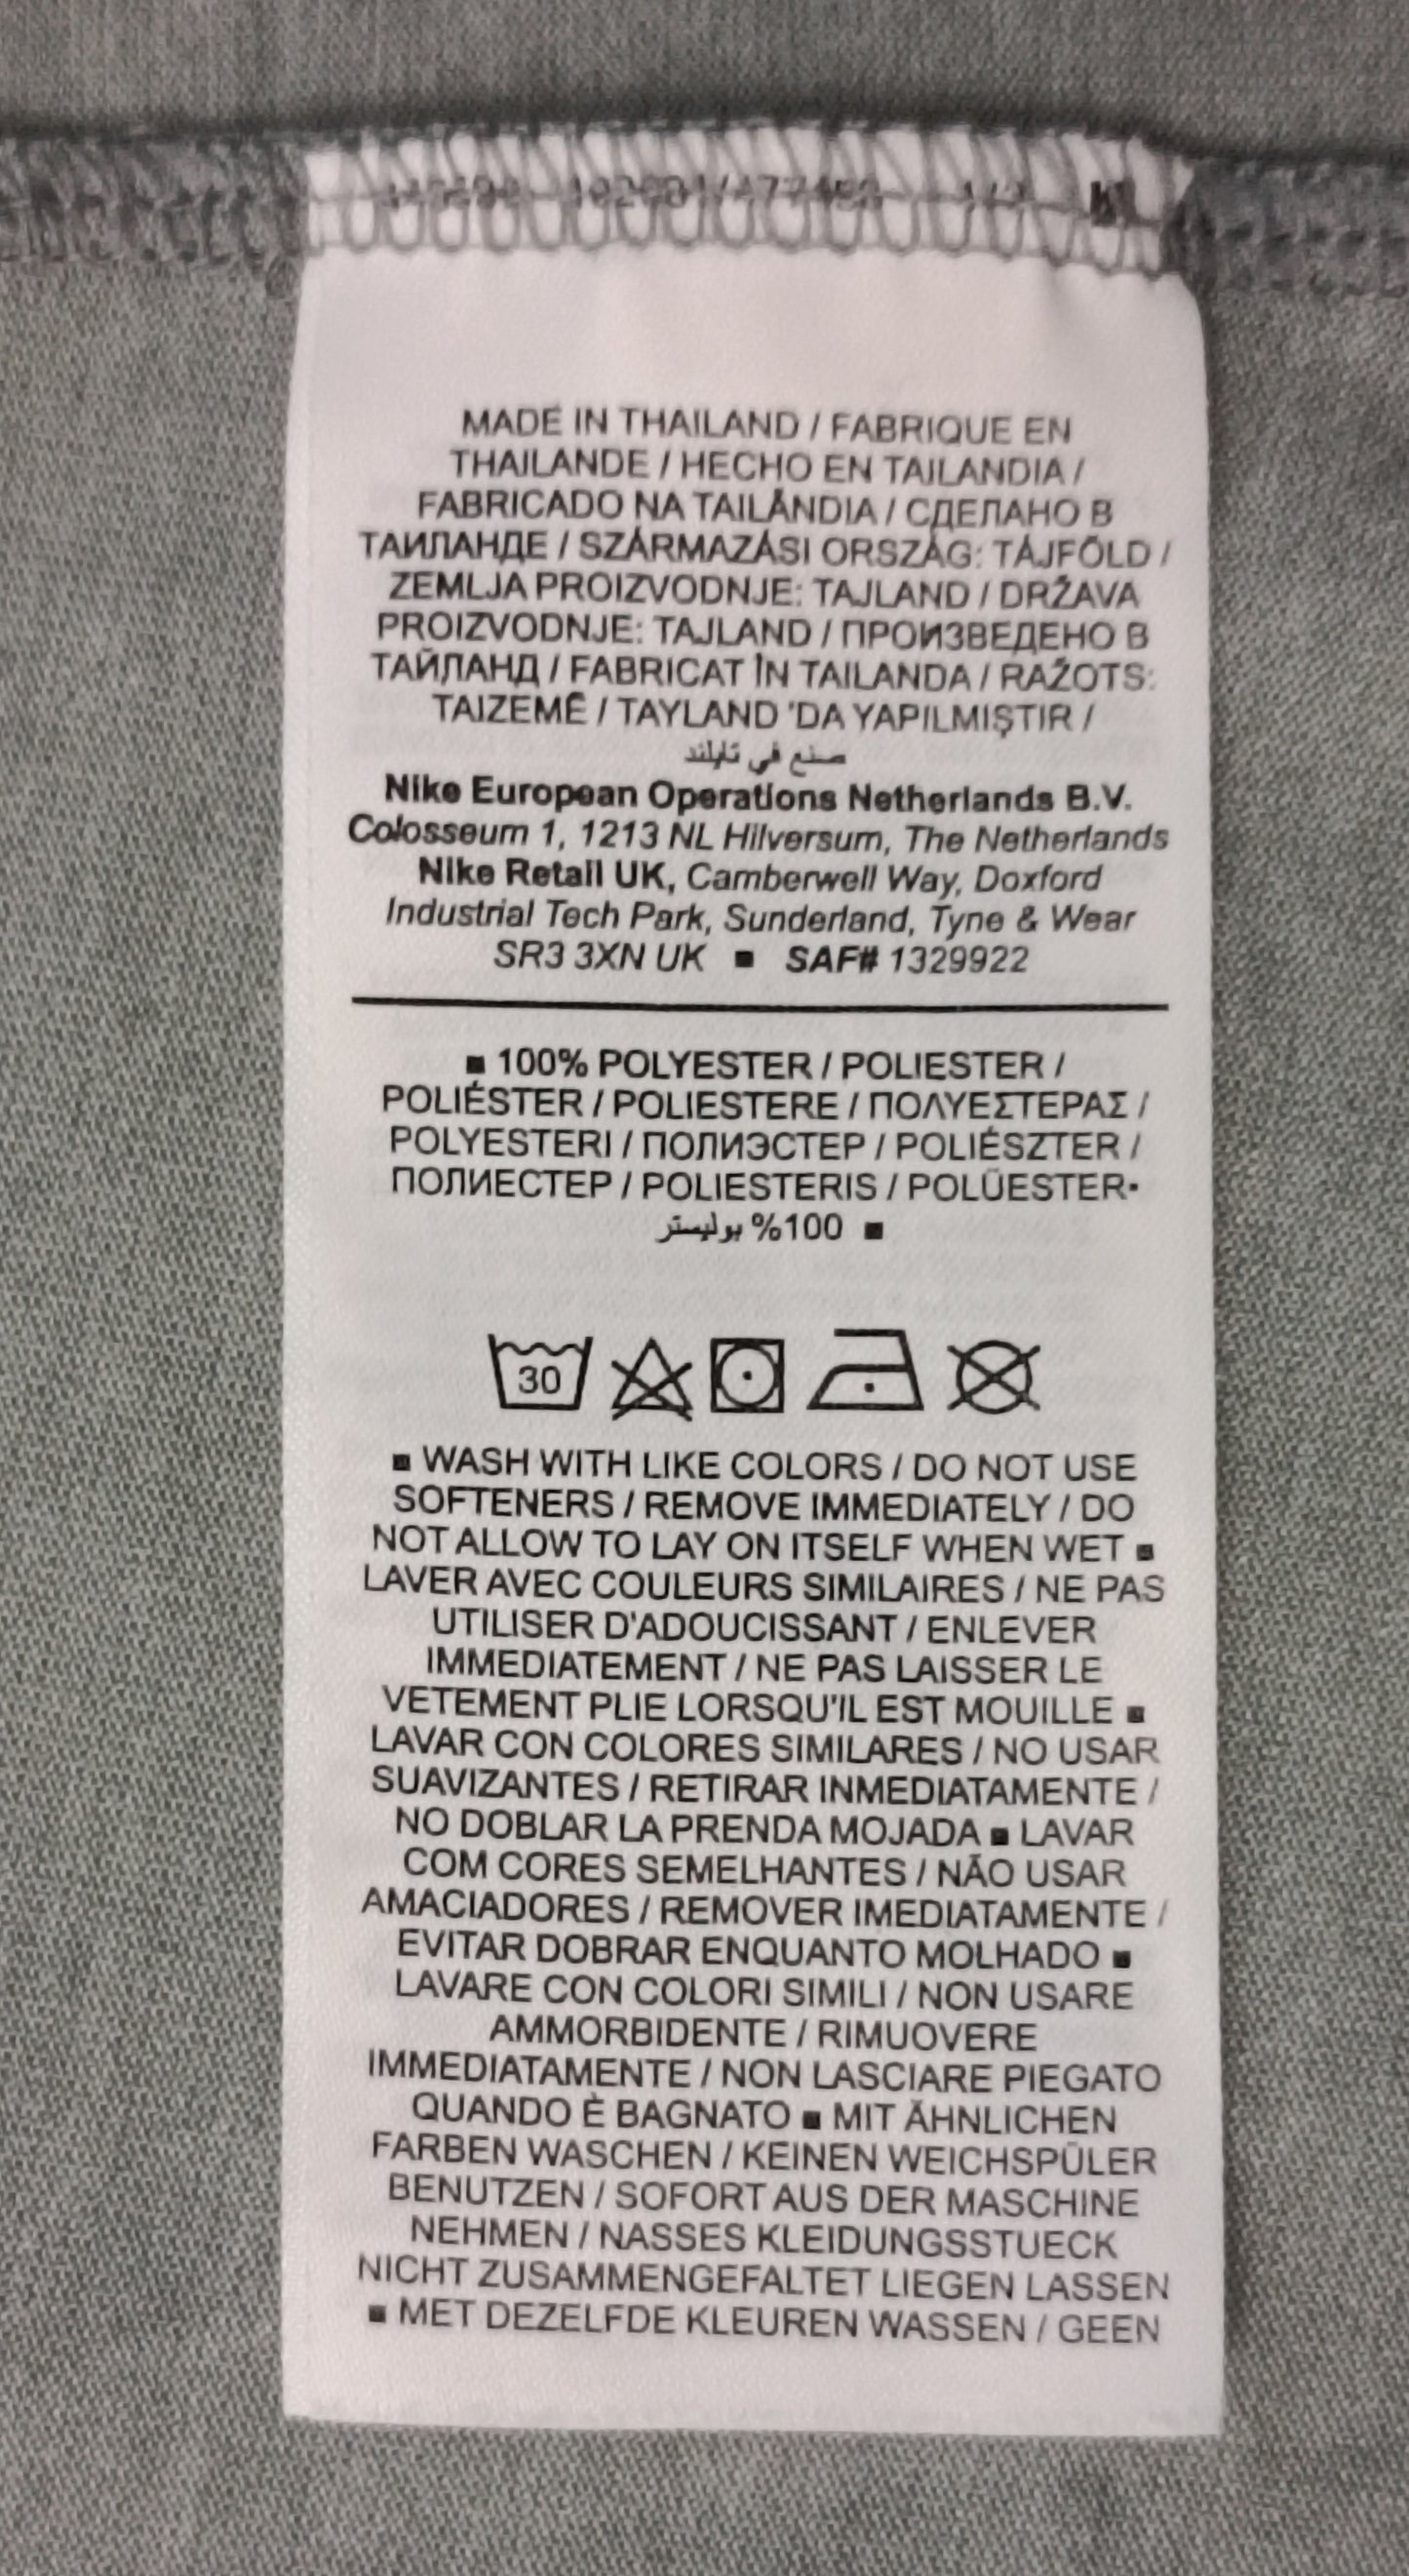 MADE IN THAILAND / FABRIQUE EN
THAILANDE / HECHO EN TAILANDIA /
FABRICADO NA TAILÂNDIA / СДЕЛАНО В
ТАИЛАНДЕ / SZÁRMAZÁSI ORSZÁG: TÁJFÖLD /
ZEMLJA PROIZVODNJE: TAJLAND / DRŽAVA
PROIZVODNJE: TAJLAND / ПРОИЗВЕДЕНО В
ТАЙЛАНД / FABRICAT ÎN TAILANDA / RAŽOTS:
TAIZEMĒ / TAYLAND 'DA YAPILMIŞTIR /
صنع في تايلند
Nike European Operations Netherlands B.V.
Colosseum 1, 1213 NL Hilversum, The Netherlands
Nike Retail UK, Camberwell Way, Doxford
Industrial Tech Park, Sunderland, Tyne & Wear
SR3 3XN UK ▪ SAF# 1329922
▪ 100% POLYESTER / POLIESTER /
POLIÉSTER / POLIESTERE / ΠΟΛΥΕΣΤΕΡΑΣ /
POLYESTERI / ПОЛИЭСТЕР / POLIÉSZTER /
ПОЛИЕСТЕР / POLIESTERIS / POLÜESTER▪
▪ 100% بوليستر
30
▪ WASH WITH LIKE COLORS / DO NOT USE
SOFTENERS / REMOVE IMMEDIATELY / DO
NOT ALLOW TO LAY ON ITSELF WHEN WET ▪
LAVER AVEC COULEURS SIMILAIRES / NE PAS
UTILISER D'ADOUCISSANT / ENLEVER
IMMEDIATEMENT / NE PAS LAISSER LE
VETEMENT PLIE LORSQU'IL EST MOUILLE ▪
LAVAR CON COLORES SIMILARES / NO USAR
SUAVIZANTES / RETIRAR INMEDIATAMENTE /
NO DOBLAR LA PRENDA MOJADA ▪ LAVAR
COM CORES SEMELHANTES / NÃO USAR
AMACIADORES / REMOVER IMEDIATAMENTE /
EVITAR DOBRAR ENQUANTO MOLHADO ▪
LAVARE CON COLORI SIMILI / NON USARE
AMMORBIDENTE / RIMUOVERE
IMMEDIATAMENTE / NON LASCIARE PIEGATO
QUANDO È BAGNATO ▪ MIT ÄHNLICHEN
FARBEN WASCHEN / KEINEN WEICHSPÜLER
BENUTZEN / SOFORT AUS DER MASCHINE
NEHMEN / NASSES KLEIDUNGSSTUECK
NICHT ZUSAMMENGEFALTET LIEGEN LASSEN
▪ MET DEZELFDE KLEUREN WASSEN / GEEN